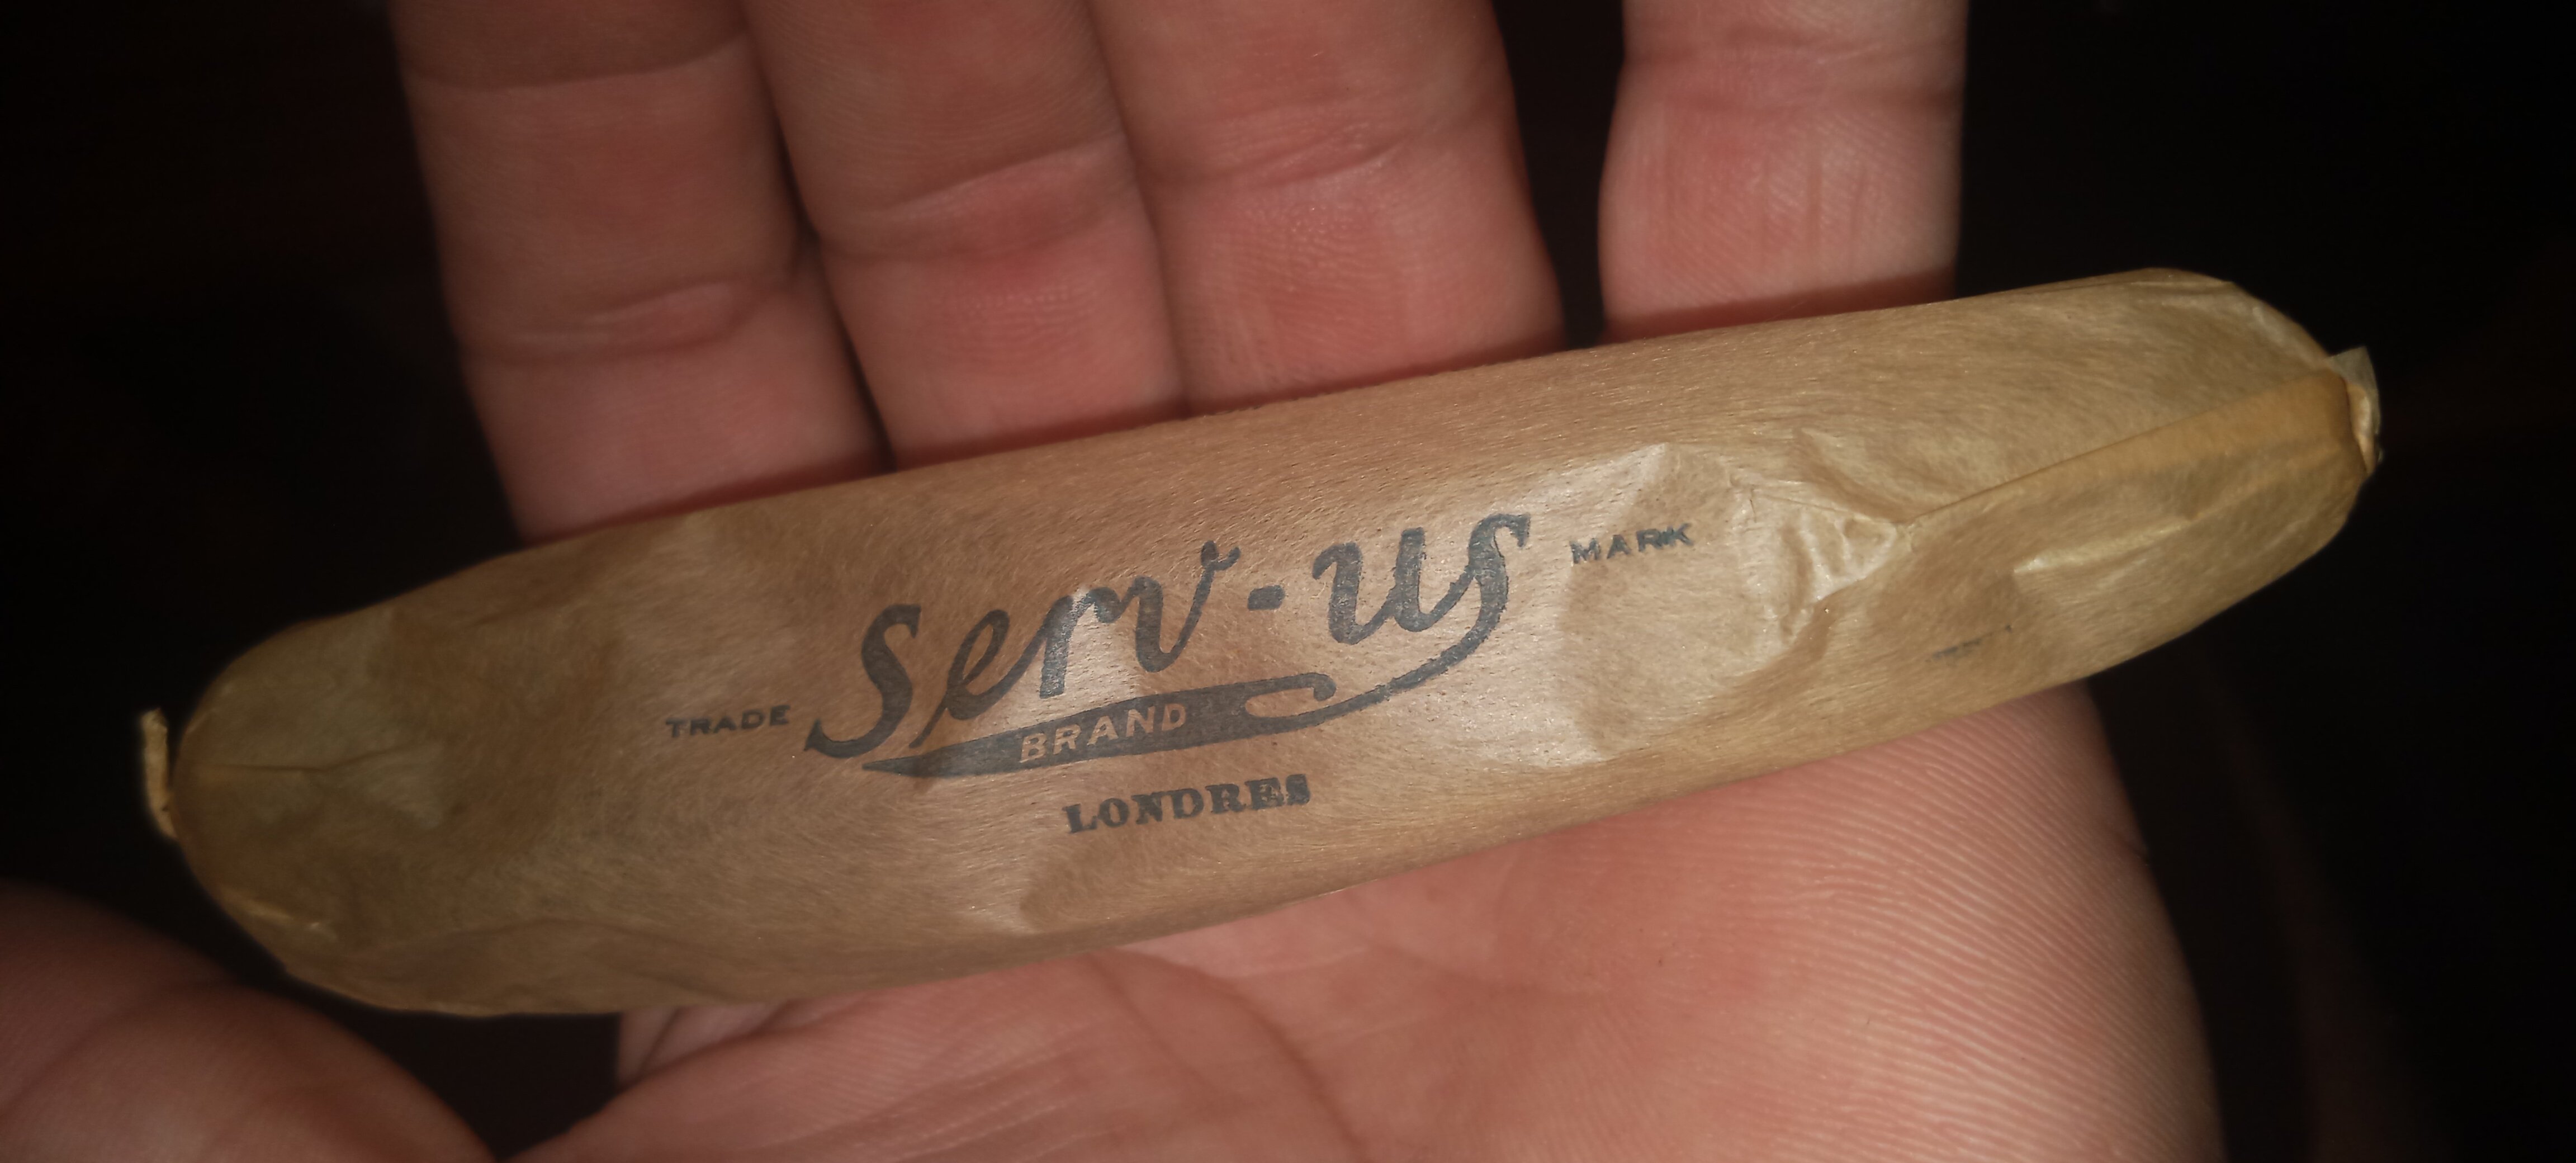 TRADE serv-us MARK
BRAND
LONDRES